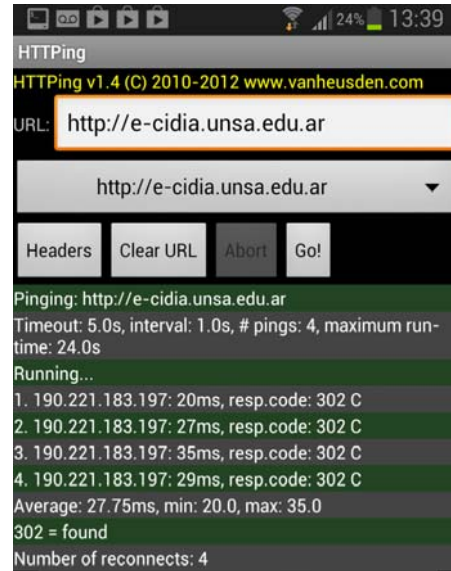 24% 13:39
HTTPing
HTTPing v1.4 (C) 2010-2012 www.vanheusden.com
URL: http://e-cidia.unsa.edu.ar
http://e-cidia.unsa.edu.ar
Headers Clear URL Abort Go!
Pinging: http://e-cidia.unsa.edu.ar
Timeout: 5.0s, interval: 1.0s, # pings: 4, maximum run-
time: 24.0s
Running...
1. 190.221.183.197: 20ms, resp.code: 302 C
2. 190.221.183.197: 27ms, resp.code: 302 C
3. 190.221.183.197: 35ms, resp.code: 302 C
4. 190.221.183.197: 29ms, resp.code: 302 C
Average: 27.75ms, min: 20.0, max: 35.0
302 = found
Number of reconnects: 4